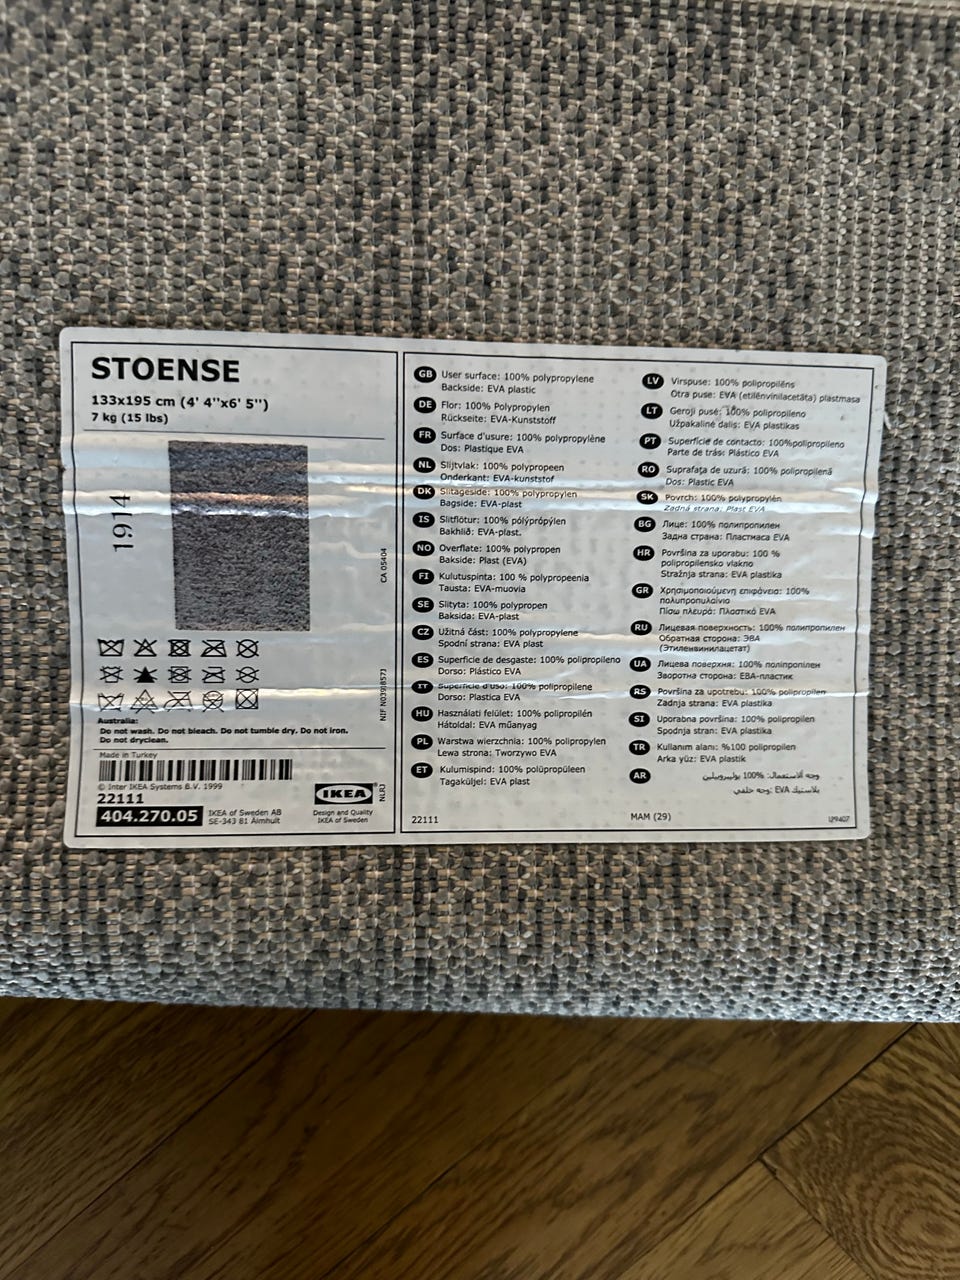 STOENSE
133x195 cm (4' 4"x6' 5")
7 kg (15 lbs)
1914
CA 05404
Australia:
Do not wash. Do not bleach. Do not tumble dry. Do not iron.
Do not dryclean.
Made in Turkey
© Inter IKEA Systems B.V. 1999
22111
404.270.05
IKEA of Sweden AB
SE-343 81 Älmhult
IKEA
Design and Quality
IKEA of Sweden
GB User surface: 100% polypropylene
Backside: EVA plastic
DE Flor: 100% Polypropylen
Rückseite: EVA-Kunststoff
FR Surface d'usure: 100% polypropylène
Dos: Plastique EVA
NL Slijtvlak: 100% polypropeen
Onderkant: EVA-kunststof
DK Slitageside: 100% polypropylen
Bagside: EVA-plast
IS Slitflötur: 100% pólýprópýlen
Bakhlið: EVA-plast.
NO Overflate: 100% polypropen
Bakside: Plast (EVA)
FI Kulutuspinta: 100 % polypropeenia
Tausta: EVA-muovia
SE Slityta: 100% polypropen
Baksida: EVA-plast
CZ Užitná část: 100% polypropylene
Spodní strana: EVA plast
ES Superficie de desgaste: 100% polipropileno
Dorso: Plástico EVA
IT Superficie d'uso: 100% polipropilene
Dorso: Plastica EVA
HU Használati felület: 100% polipropilén
Hátoldal: EVA műanyag
PL Warstwa wierzchnia: 100% polipropylen
Lewa strona: Tworzywo EVA
ET Kulumispind: 100% polüpropüleen
Tagaküljel: EVA plast
22111
LV Virspuse: 100% polipropilēns
Otra puse: EVA (etilēnvinilacetāta) plastmasa
LT Geroji pusė: 100% polipropileno
Užpakalinė dalis: EVA plastikas
PT Superfície de contacto: 100%polipropileno
Parte de trás: Plástico EVA
RO Suprafaţa de uzură: 100% polipropilenă
Dos: Plastic EVA
SK Povrch: 100% polypropylén
Zadná strana: Plast EVA
BG Лице: 100% полипропилен
Задна страна: Пластмаса EVA
HR Površina za uporabu: 100 %
polipropilensko vlakno
Stražnja strana: EVA plastika
GR Χρησιμοποιούμενη επιφάνεια: 100%
πολυπροπυλαίνιο
Πίσω πλευρά: Πλαστικό EVA
RU Лицевая поверхность: 100% полипропилен
Обратная сторона: ЭВА
(Этиленвинилацетат)
UA Лицева поверхня: 100% поліпропілен
Зворотна сторона: ЕВА-пластик
RS Površina za upotrebu: 100% polipropilen
Zadnja strana: EVA plastika
SI Uporabna površina: 100% polipropilen
Spodnja stran: EVA plastika
TR Kullanım alanı: %100 polipropilen
Arka yüz: EVA plastik
AR وجه الاستعمال: 100% بوليبروبيلين
وجه خلفي: EVA بلاستيك
MAM (29)